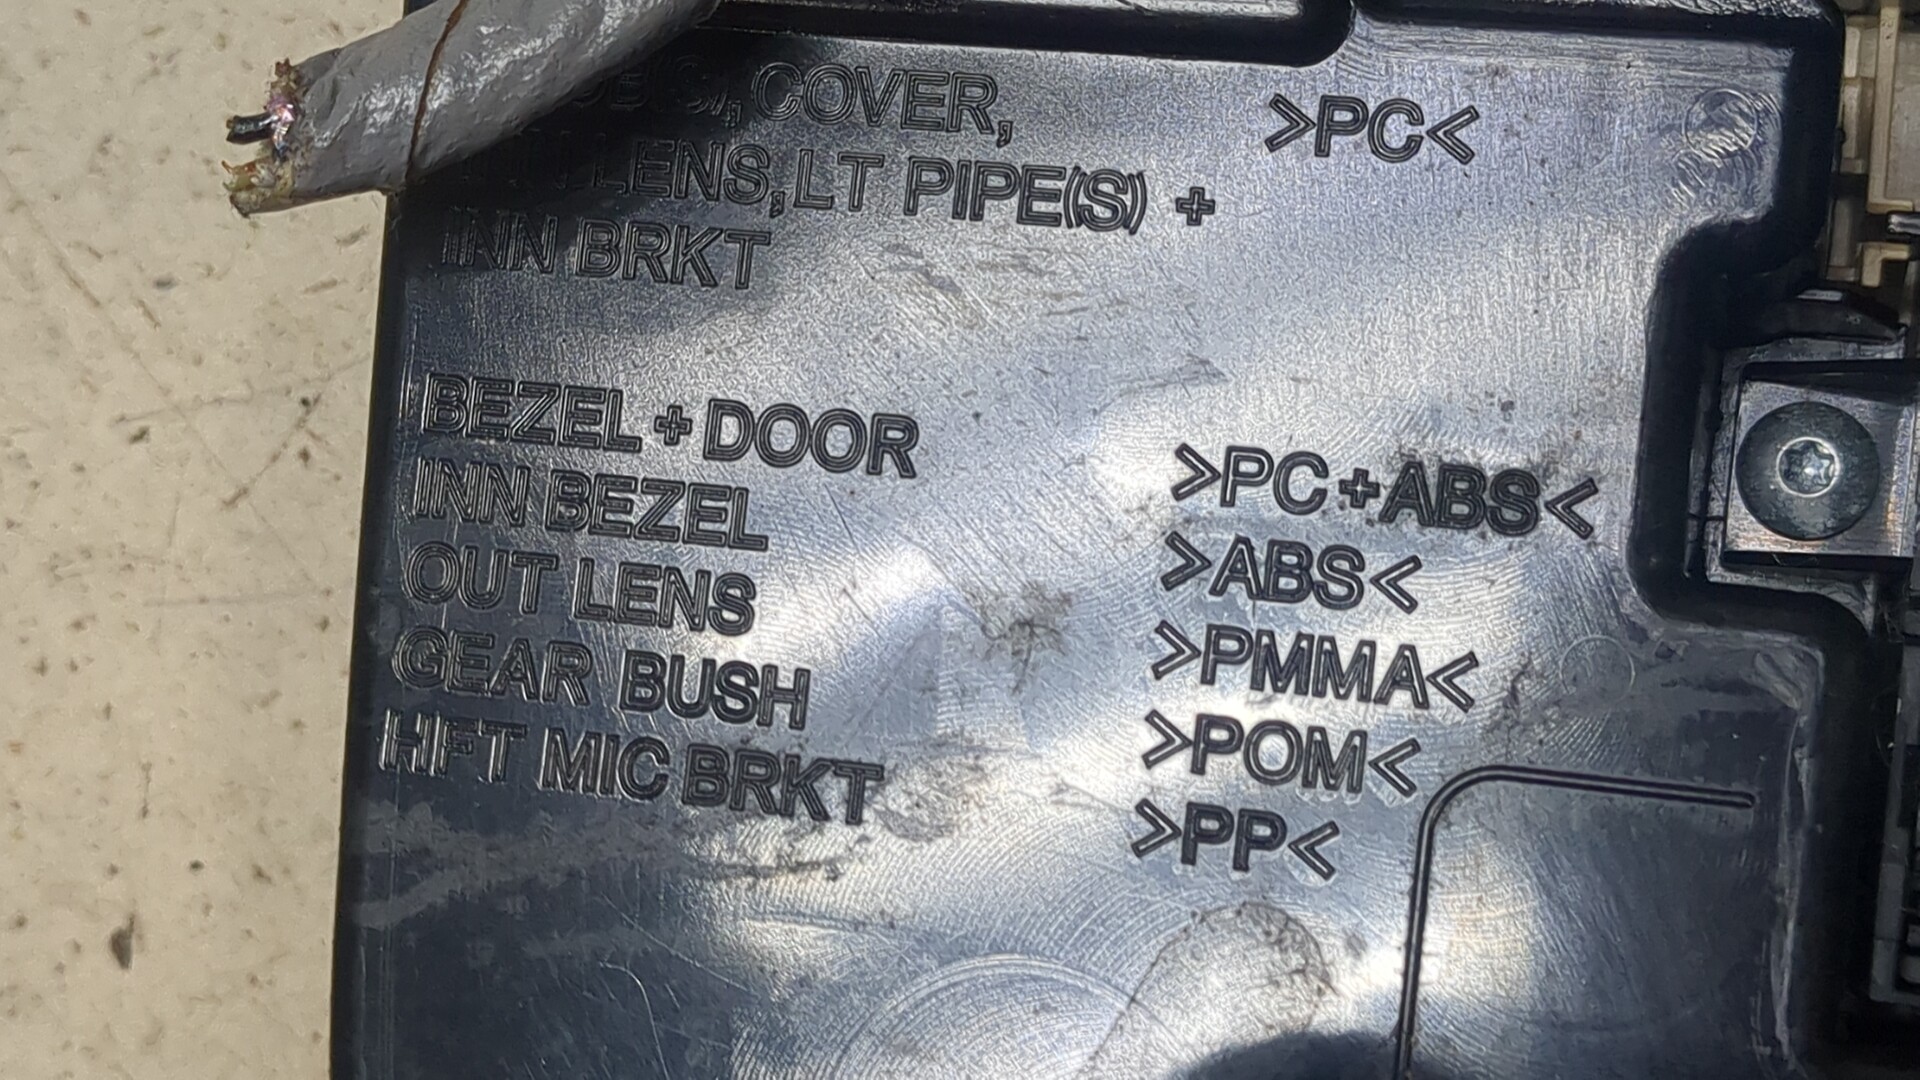 COVER, >PC<
LENS, LT PIPE(S) +
INN BRKT
BEZEL + DOOR >PC+ABS<
INN BEZEL >ABS<
OUT LENS >PMMA<
GEAR BUSH >POM<
HFT MIC BRKT >PP<